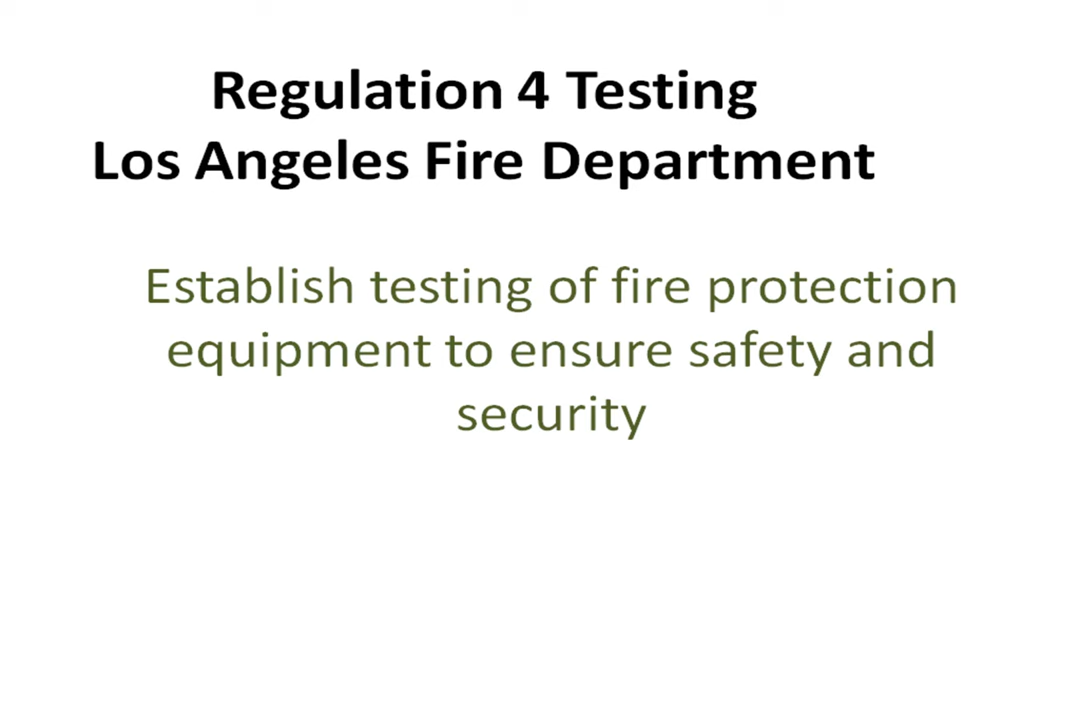 Regulation 4 Testing
Los Angeles Fire Department
Establish testing of fire protection
equipment to ensure safety and
security